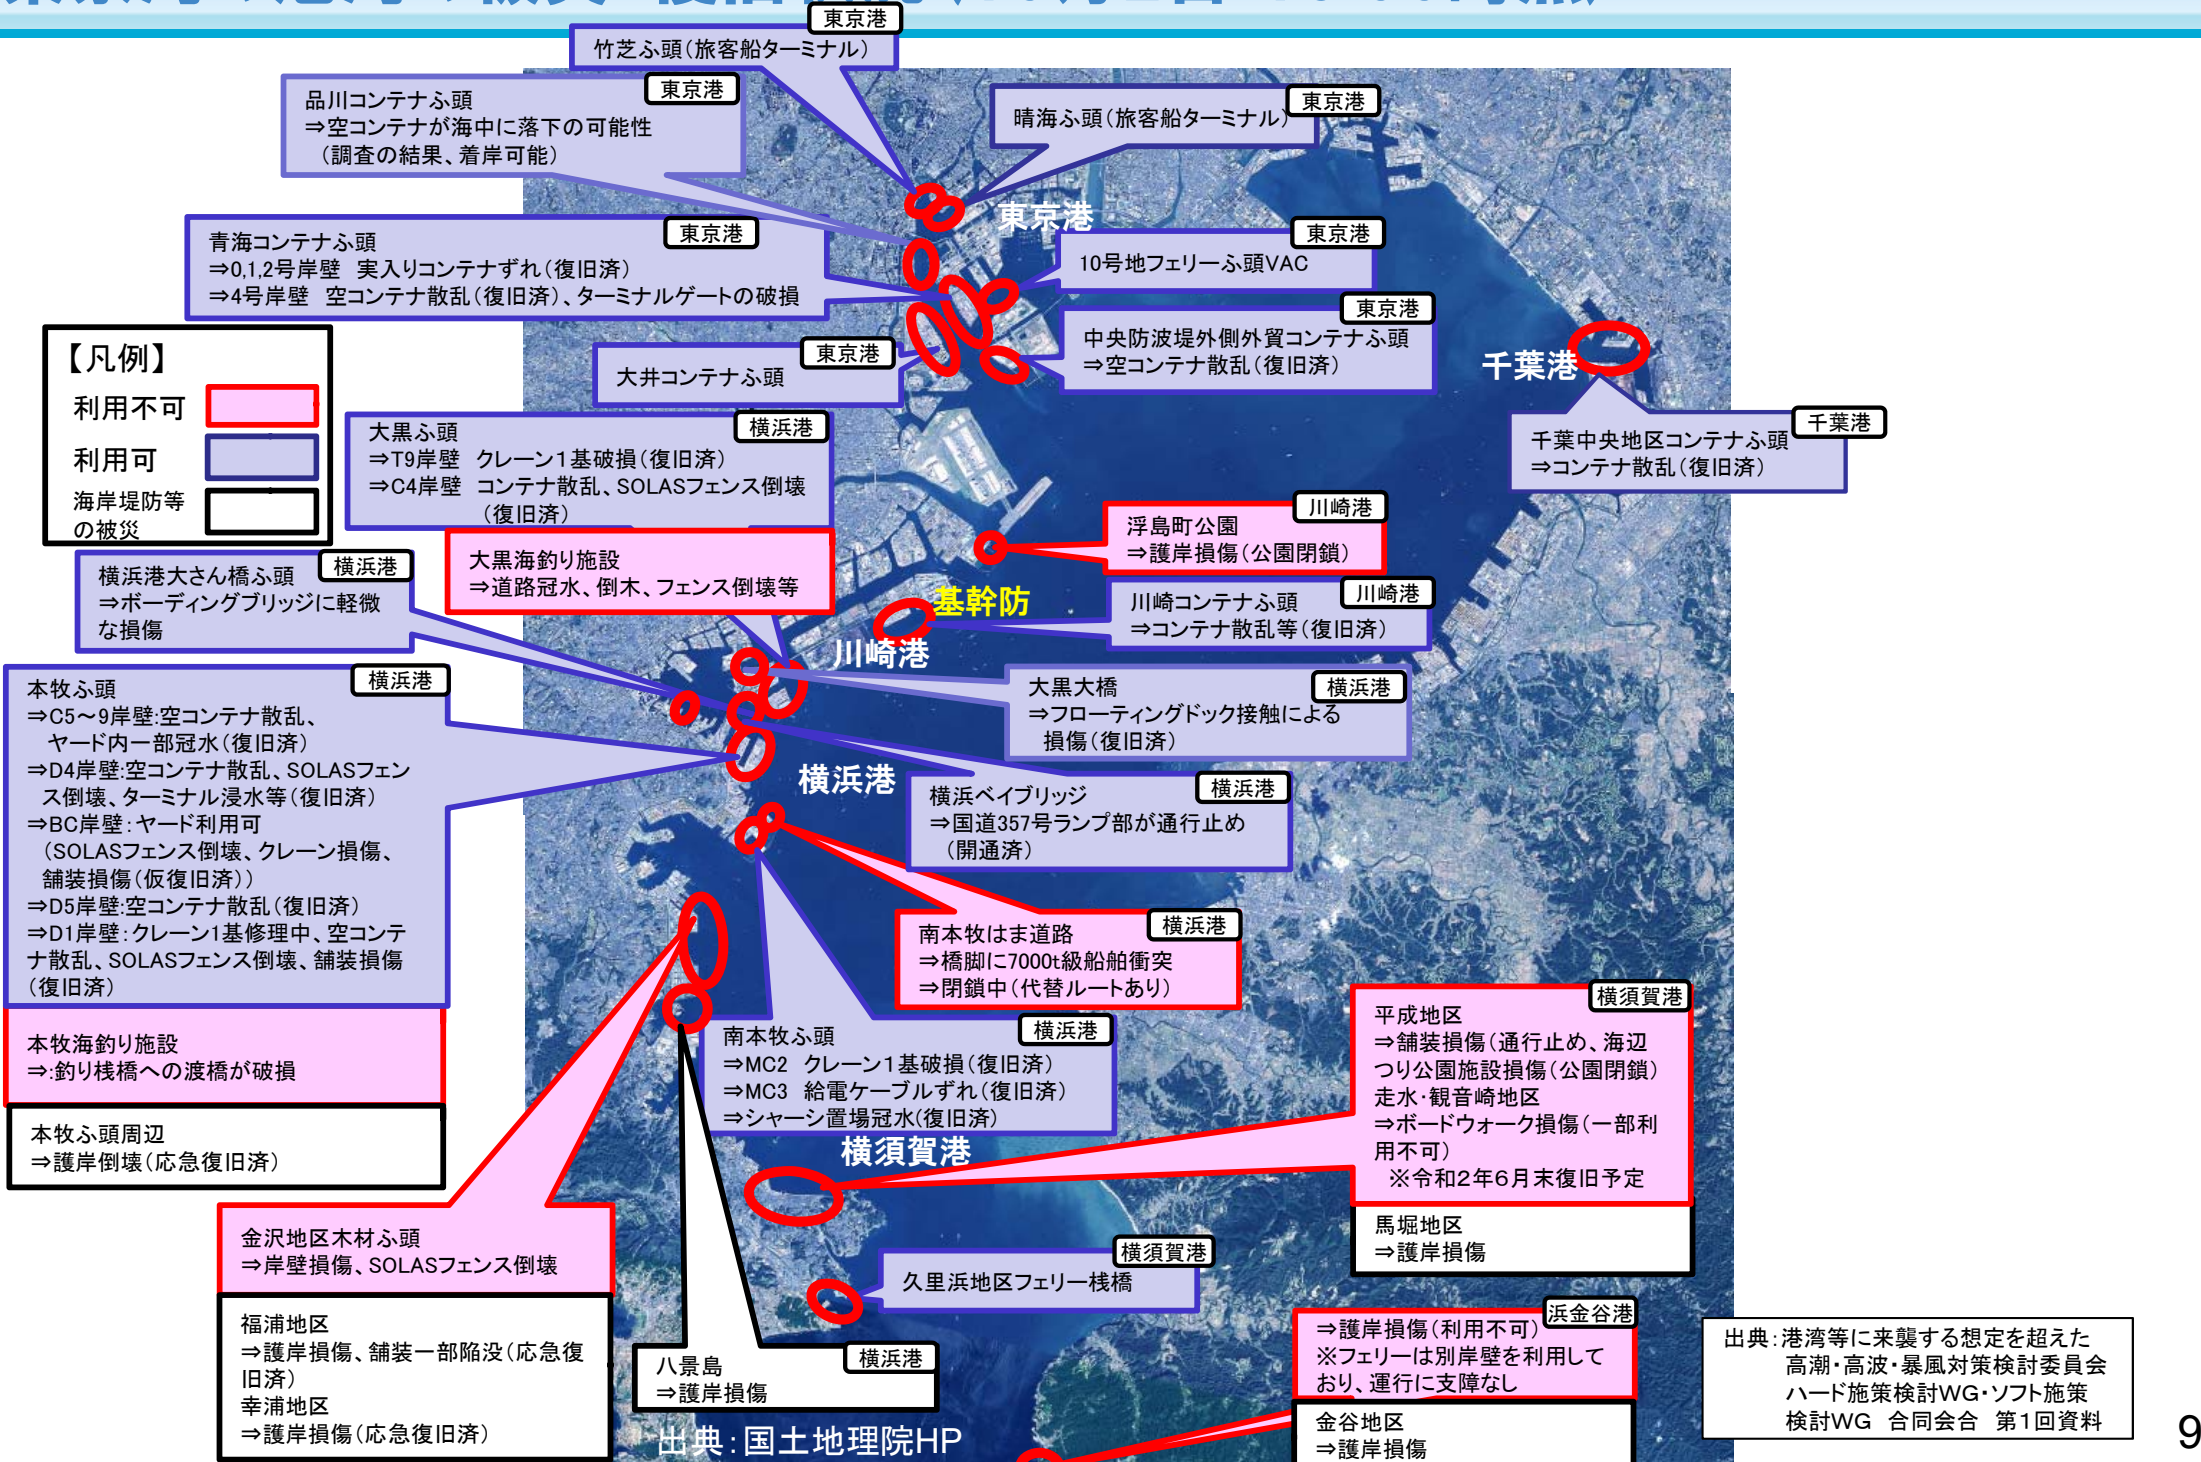 東京港
竹芝ふ頭(旅客船ターミナル)
東京港
品川コンテナふ頭
⇒空コンテナが海中に落下の可能性
(調査の結果、着岸可能)
東京港
晴海ふ頭(旅客船ターミナル)
東京港
東京港
青海コンテナふ頭
⇒0,1,2号岸壁 実入りコンテナずれ(復旧済)
⇒4号岸壁 空コンテナ散乱(復旧済)、ターミナルゲートの破損
東京港
10号地フェリーふ頭VAC
東京港
中央防波堤外側外貿コンテナふ頭
⇒空コンテナ散乱(復旧済)
東京港
大井コンテナふ頭
千葉港
千葉港
千葉中央地区コンテナふ頭
⇒コンテナ散乱(復旧済)
【凡例】
利用不可
利用可
海岸堤防等
の被災
横浜港
大黒ふ頭
⇒T9岸壁 クレーン1基破損(復旧済)
⇒C4岸壁 コンテナ散乱、SOLASフェンス倒壊
(復旧済)
大黒海釣り施設
⇒道路冠水、倒木、フェンス倒壊等
川崎港
浮島町公園
⇒護岸損傷(公園閉鎖)
基幹防
川崎港
川崎コンテナふ頭
⇒コンテナ散乱等(復旧済)
川崎港
横浜港
横浜港大さん橋ふ頭
⇒ボーディングブリッジに軽微
な損傷
横浜港
大黒大橋
⇒フローティングドック接触による
損傷(復旧済)
横浜港
本牧ふ頭
⇒C5~9岸壁:空コンテナ散乱、
ヤード内一部冠水(復旧済)
⇒D4岸壁:空コンテナ散乱、SOLASフェン
ス倒壊、ターミナル浸水等(復旧済)
⇒BC岸壁:ヤード利用可
(SOLASフェンス倒壊、クレーン損傷、
舗装損傷(仮復旧済))
⇒D5岸壁:空コンテナ散乱(復旧済)
⇒D1岸壁:クレーン1基修理中、空コンテ
ナ散乱、SOLASフェンス倒壊、舗装損傷
(復旧済)
本牧海釣り施設
⇒:釣り桟橋への渡橋が破損
本牧ふ頭周辺
⇒護岸倒壊(応急復旧済)
横浜港
横浜港
横浜ベイブリッジ
⇒国道357号ランプ部が通行止め
(開通済)
横浜港
南本牧はま道路
⇒橋脚に7000t級船舶衝突
⇒閉鎖中(代替ルートあり)
横浜港
南本牧ふ頭
⇒MC2 クレーン1基破損(復旧済)
⇒MC3 給電ケーブルずれ(復旧済)
⇒シャーシ置場冠水(復旧済)
横須賀港
横須賀港
平成地区
⇒舗装損傷(通行止め、海辺
つり公園施設損傷(公園閉鎖)
走水・観音崎地区
⇒ボードウォーク損傷(一部利
用不可)
※令和2年6月末復旧予定
馬堀地区
⇒護岸損傷
金沢地区木材ふ頭
⇒岸壁損傷、SOLASフェンス倒壊
福浦地区
⇒護岸損傷、舗装一部陥没(応急復
旧済)
幸浦地区
⇒護岸損傷(応急復旧済)
横須賀港
久里浜地区フェリー桟橋
横浜港
八景島
⇒護岸損傷
浜金谷港
⇒護岸損傷(利用不可)
※フェリーは別岸壁を利用して
おり、運行に支障なし
金谷地区
⇒護岸損傷
出典:国土地理院HP
出典:港湾等に来襲する想定を超えた
高潮・高波・暴風対策検討委員会
ハード施策検討WG・ソフト施策
検討WG 合同会合 第1回資料
9